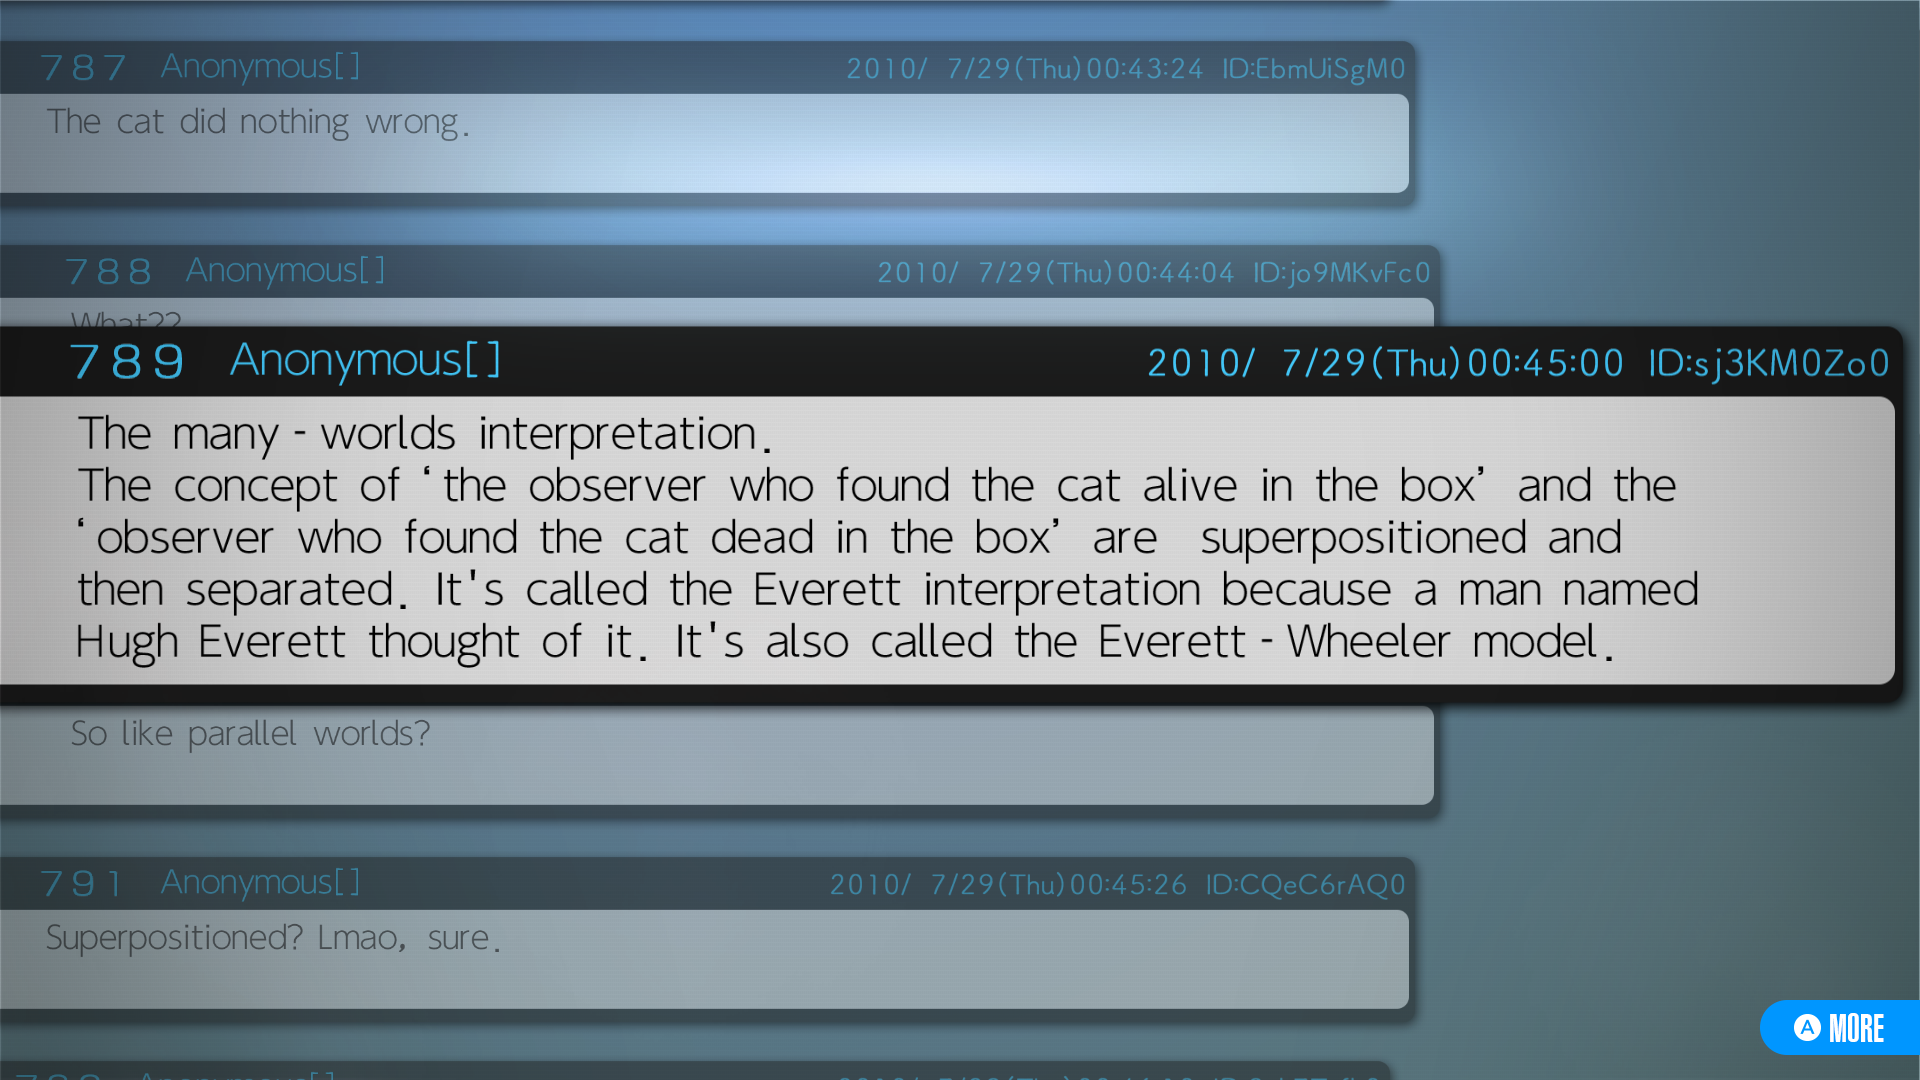 787 Anonymous[] 2010/ 7/29(Thu)00:43:24 ID:EbmUiSgM0
The cat did nothing wrong.
788 Anonymous[] 2010/ 7/29(Thu)00:44:04 ID:jo9MKvFc0
What??
789 Anonymous[] 2010/ 7/29(Thu)00:45:00 ID:sj3KM0Zo0
The many-worlds interpretation.
The concept of ‘the observer who found the cat alive in the box’ and the
‘observer who found the cat dead in the box’ are superpositioned and
then separated. It's called the Everett interpretation because a man named
Hugh Everett thought of it. It's also called the Everett-Wheeler model.
So like parallel worlds?
791 Anonymous[] 2010/ 7/29(Thu)00:45:26 ID:CQeC6rAQ0
Superpositioned? Lmao, sure.
Anonymous[]
A MORE